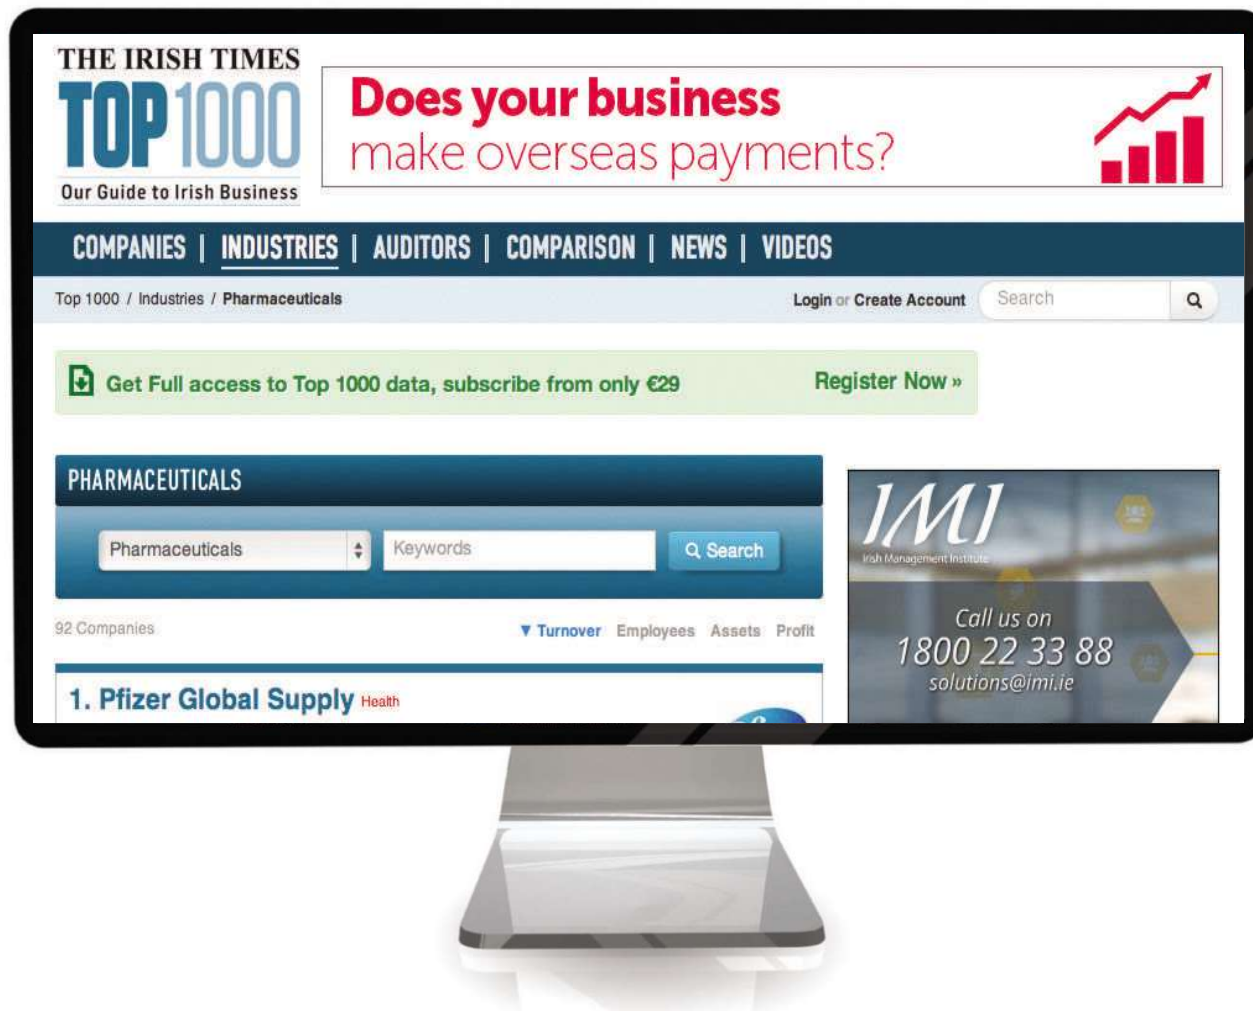 THE IRISH TIMES
TOP1000
Our Guide to Irish Business
Does your business
make overseas payments?
COMPANIES | INDUSTRIES | AUDITORS | COMPARISON | NEWS | VIDEOS
Top 1000 / Industries / Pharmaceuticals
Login or Create Account
Search
Get Full access to Top 1000 data, subscribe from only €29
Register Now »
PHARMACEUTICALS
Pharmaceuticals
Keywords
Search
92 Companies
▼ Turnover Employees Assets Profit
1. Pfizer Global Supply Health
IMI
Irish Management Institute
Call us on
1800 22 33 88
solutions@imi.ie